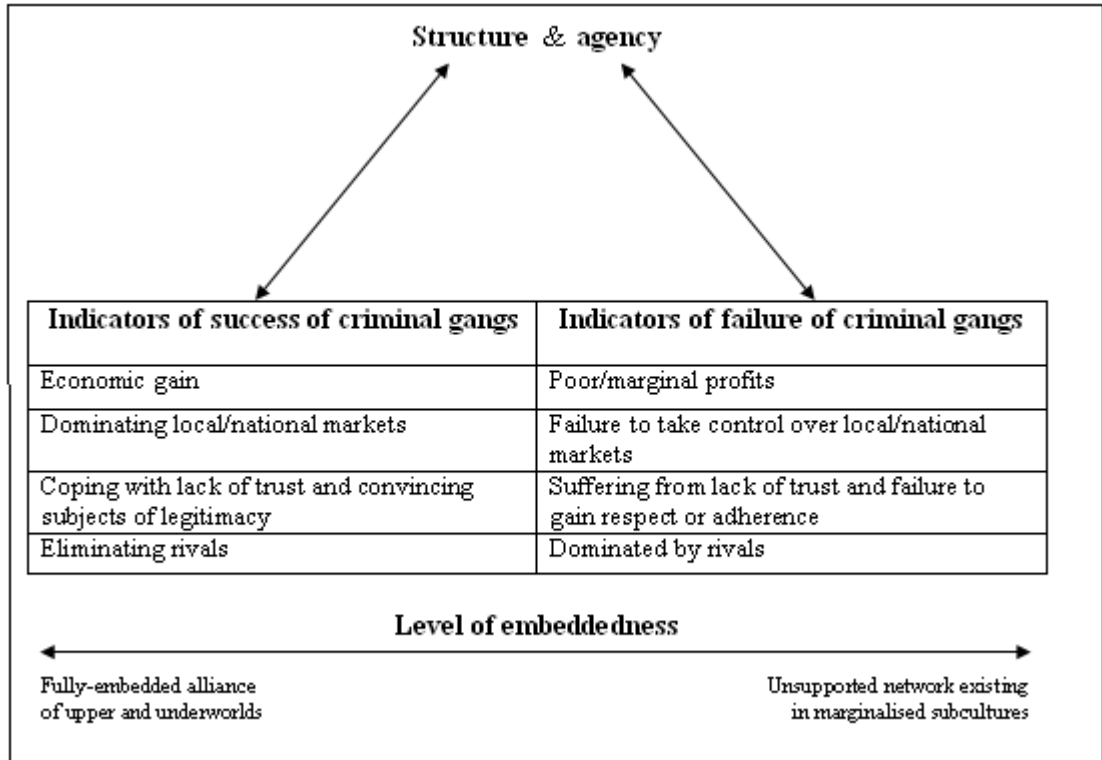 Structure & agency
Indicators of success of criminal gangs
Indicators of failure of criminal gangs
Economic gain
Poor/marginal profits
Dominating local/national markets
Failure to take control over local/national
markets
Coping with lack of trust and convincing
subjects of legitimacy
Suffering from lack of trust and failure to
gain respect or adherence
Eliminating rivals
Dominated by rivals
Level of embeddedness
Fully-embedded alliance
of upper and underworlds
Unsupported network existing
in marginalised subcultures